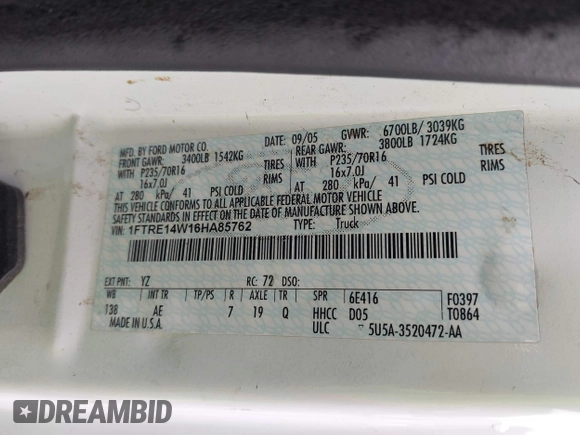 MFD. BY FORD MOTOR CO.
09/05 GVWR: 6700LB/ 3039KG
FRONT GAWR: 3400LB 1542KG
REAR GAWR: 3800LB 1724KG
WITH P235/70R16 TIRES
WITH P235/70R16 TIRES
16x7.0J RIMS
16x7.0J RIMS
AT 280 kPa/ 41 PSI COLD
AT 280 kPa/ 41 PSI COLD
THIS VEHICLE CONFORMS TO ALL APPLICABLE FEDERAL MOTOR VEHICLE
SAFETY AND THEFT PREVENTION STANDARDS IN EFFECT ON THE DATE OF MANUFACTURE SHOWN ABOVE.
VIN: 1FTRE14W16HA85762 TYPE: Truck
EXT PNT: YZ RC: 72 DSO:
WB INT TR TP/PS R AXLE TR SPR 6E416 F0397
138 AE 7 19 Q HHCC D05 T0864
MADE IN U.S.A. ULC 5U5A-3520472-AA
DREAMBID